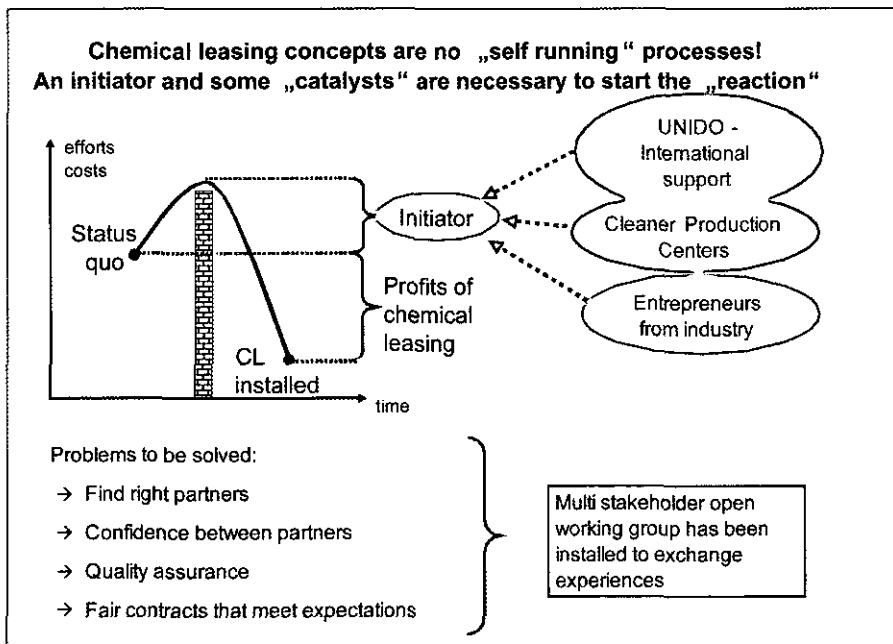 Chemical leasing concepts are no „self running“ processes!
An initiator and some „catalysts“ are necessary to start the „reaction“
efforts
costs
Status
quo
CL
installed
time
Initiator
Profits of
chemical
leasing
UNIDO -
International
support
Cleaner Production
Centers
Entrepreneurs
from industry
Problems to be solved:
→ Find right partners
→ Confidence between partners
→ Quality assurance
→ Fair contracts that meet expectations
Multi stakeholder open
working group has been
installed to exchange
experiences